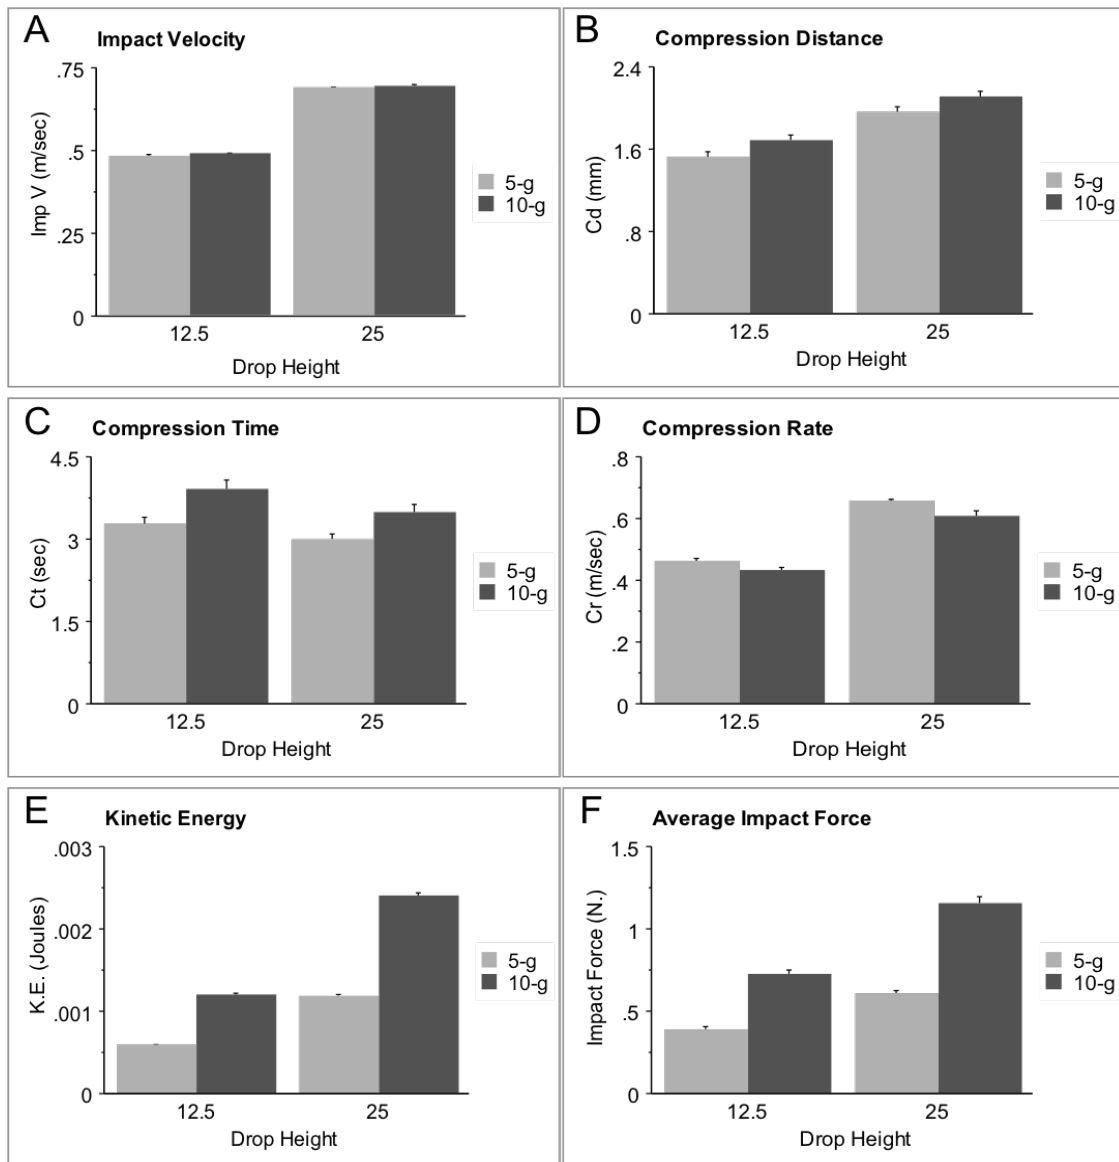 A Impact Velocity
.75
.5
.25
0
Imp V (m/sec)
12.5 25
Drop Height
5-g
10-g
B Compression Distance
2.4
1.6
.8
0
Cd (mm)
12.5 25
Drop Height
5-g
10-g
C Compression Time
4.5
3
1.5
0
Ct (sec)
12.5 25
Drop Height
5-g
10-g
D Compression Rate
.8
.6
.4
.2
0
Cr (m/sec)
12.5 25
Drop Height
5-g
10-g
E Kinetic Energy
.003
.002
.001
0
K.E. (Joules)
12.5 25
Drop Height
5-g
10-g
F Average Impact Force
1.5
1
.5
0
Impact Force (N.)
12.5 25
Drop Height
5-g
10-g